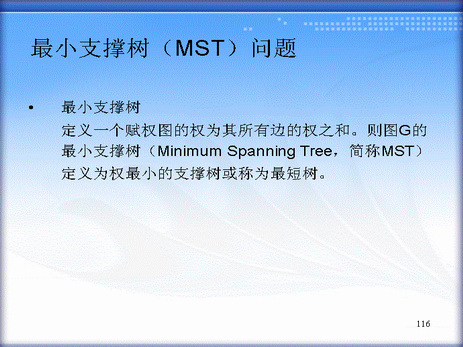 最小支撑树（MST）问题
• 最小支撑树
定义一个赋权图的权为其所有边的权之和。则图G的
最小支撑树（Minimum Spanning Tree，简称MST）
定义为权最小的支撑树或称为最短树。
116